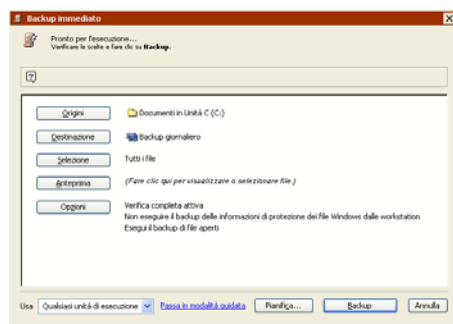 Backup immediato
Pronto per l'esecuzione...
Verificare le scelte e fare clic su Backup.
Origini
Documenti in Unità C (C:)
Destinazione
Backup giornaliero
Selezione
Tutti i file
Anteprima
(Fare clic qui per visualizzare o selezionare file.)
Opzioni
Verifica completa attiva
Non eseguire il backup delle informazioni di protezione dei file Windows dalle workstation
Esegui il backup di file aperti
Usa Qualsiasi unità di esecuzione Passa in modalità guidata Pianifica... Backup Annulla